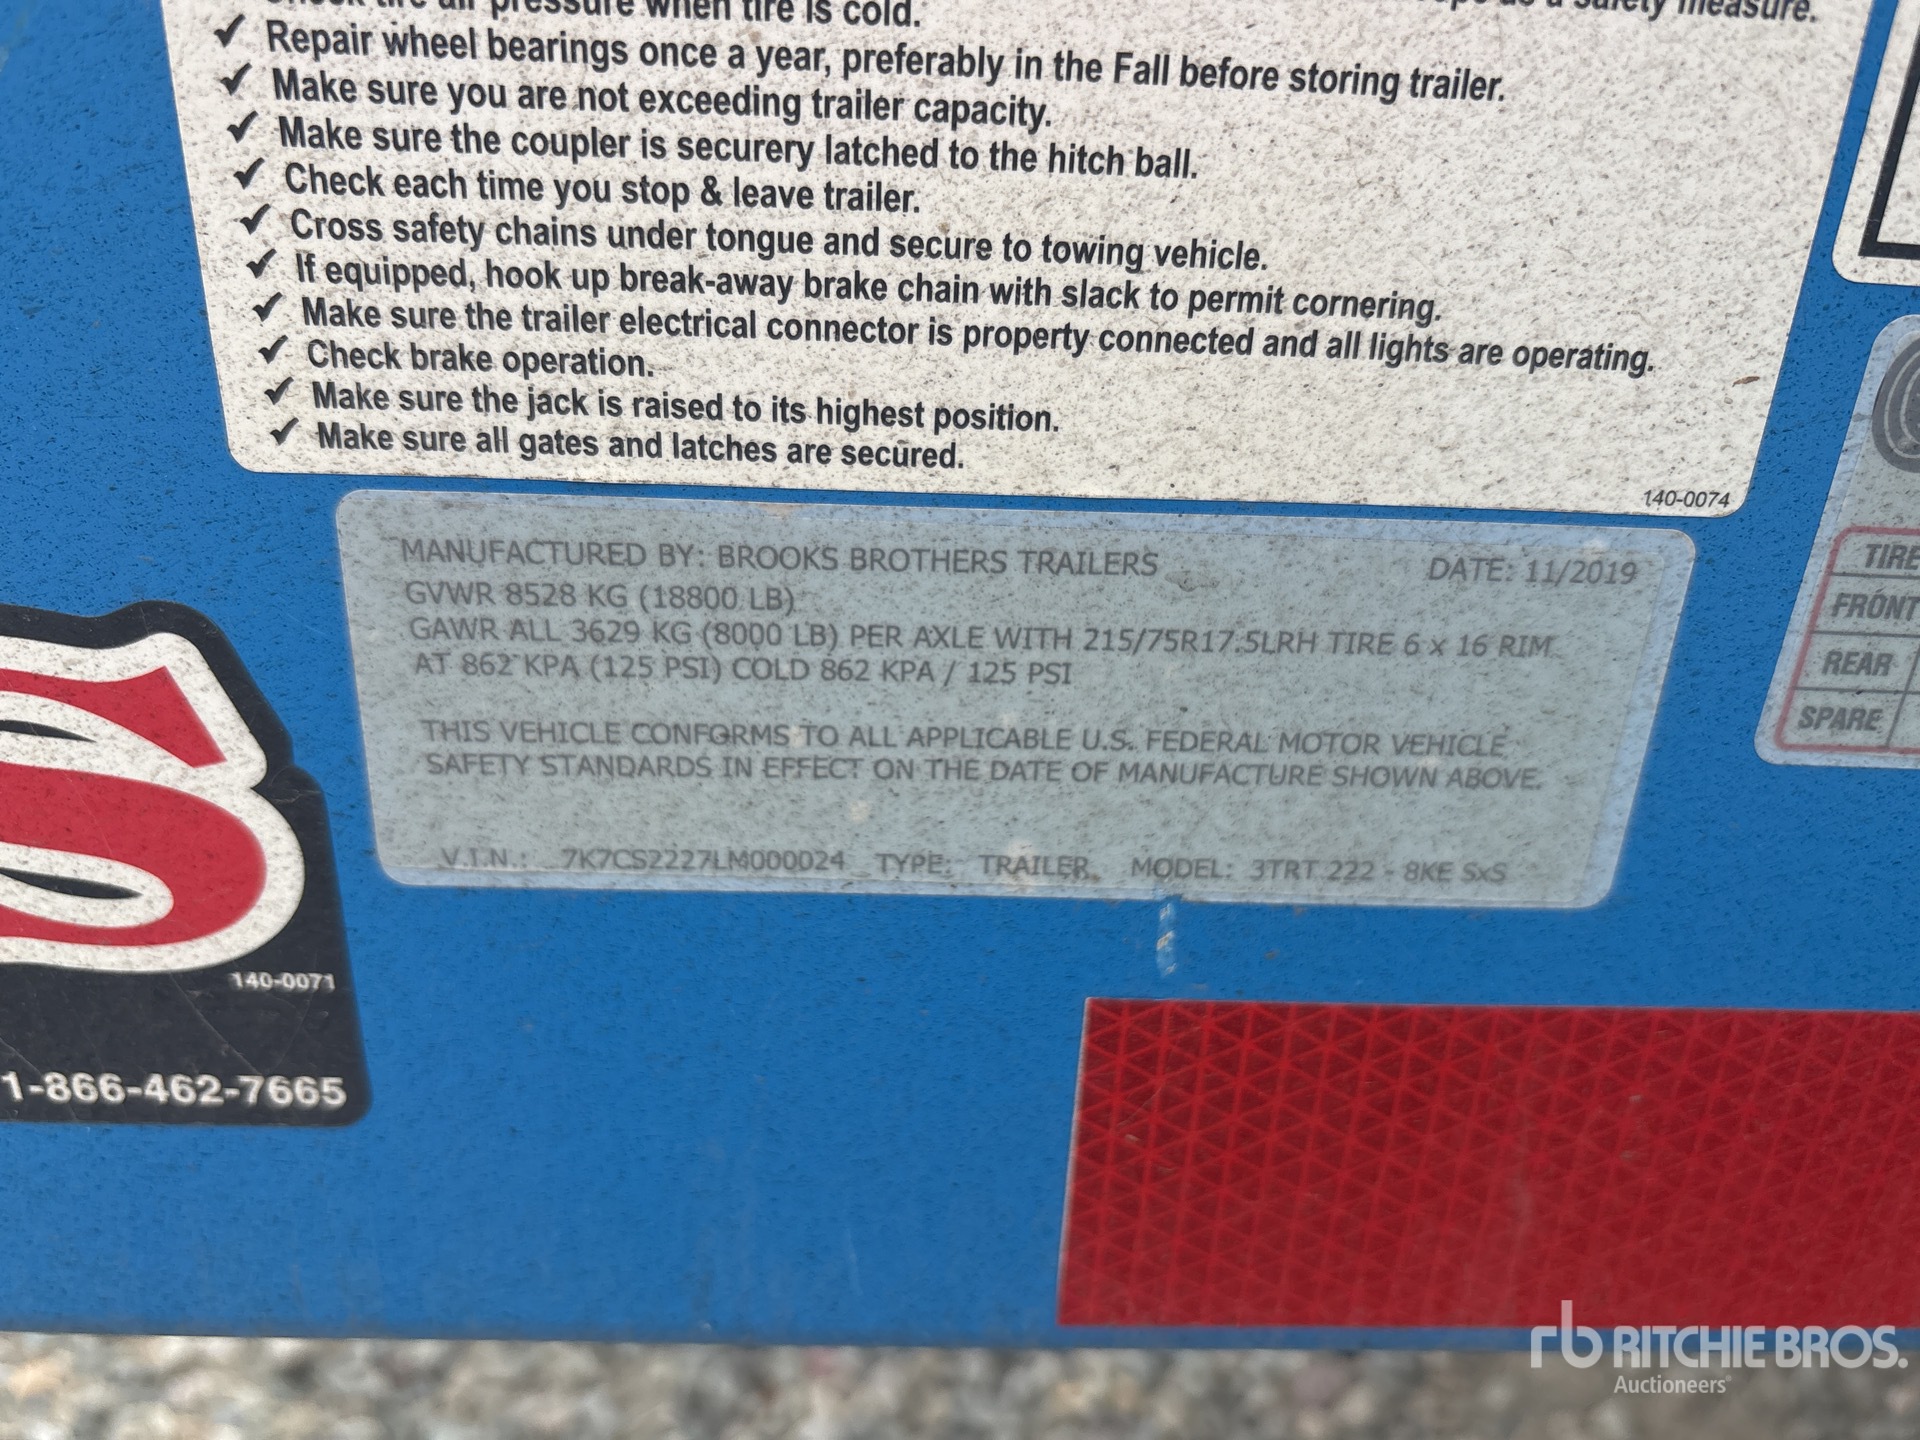 tire air pressure when tire is cold.
as a safety measure.
✓ Repair wheel bearings once a year, preferably in the Fall before storing trailer.
✓ Make sure you are not exceeding trailer capacity.
✓ Make sure the coupler is securery latched to the hitch ball.
✓ Check each time you stop & leave trailer.
✓ Cross safety chains under tongue and secure to towing vehicle.
✓ If equipped, hook up break-away brake chain with slack to permit cornering.
✓ Make sure the trailer electrical connector is property connected and all lights are operating.
✓ Check brake operation.
✓ Make sure the jack is raised to its highest position.
✓ Make sure all gates and latches are secured.
140-0074
MANUFACTURED BY: BROOKS BROTHERS TRAILERS DATE: 11/2019
GVWR 8528 KG (18800 LB)
GAWR ALL 3629 KG (8000 LB) PER AXLE WITH 215/75R17.5LRH TIRE 6 x 16 RIM
AT 862 KPA (125 PSI) COLD 862 KPA / 125 PSI
THIS VEHICLE CONFORMS TO ALL APPLICABLE U.S. FEDERAL MOTOR VEHICLE
SAFETY STANDARDS IN EFFECT ON THE DATE OF MANUFACTURE SHOWN ABOVE.
V.I.N.: 7K7CS2227LM000024 TYPE: TRAILER MODEL: 3TRT 222 - 8KE SxS
TIRE
FRONT
REAR
SPARE
S
140-0071
1-866-462-7665
rb RITCHIE BROS.
Auctioneers